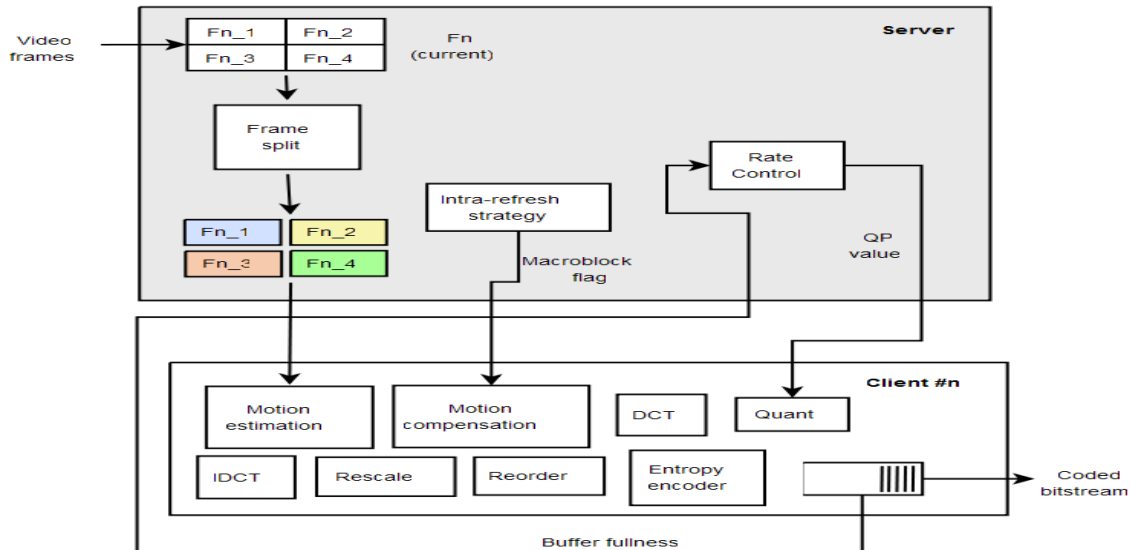 Video
frames
Fn_1
Fn_2
Fn_3
Fn_4
Fn
(current)
Server
Frame
split
Rate
Control
Intra-refresh
strategy
Fn_1
Fn_2
Fn_3
Fn_4
Macroblock
flag
QP
value
Client #n
Motion
estimation
Motion
compensation
DCT
Quant
IDCT
Rescale
Reorder
Entropy
encoder
Coded
bitstream
Buffer fullness